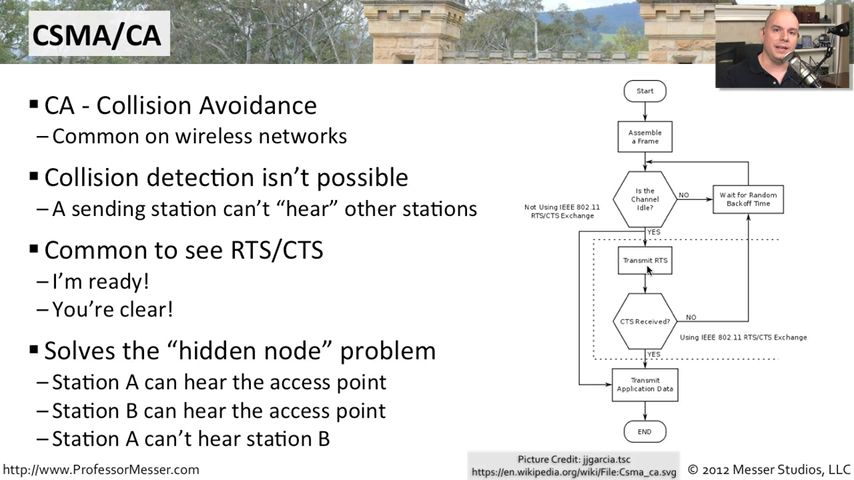 CSMA/CA
▪ CA - Collision Avoidance
– Common on wireless networks
▪ Collision detection isn't possible
– A sending station can't "hear" other stations
▪ Common to see RTS/CTS
– I'm ready!
– You're clear!
▪ Solves the "hidden node" problem
– Station A can hear the access point
– Station B can hear the access point
– Station A can't hear station B
Start
Assemble
a Frame
Is the
Channel
Idle?
NO
Wait for Random
Backoff Time
Not Using IEEE 802.11
RTS/CTS Exchange
YES
Transmit RTS
CTS Received?
NO
Using IEEE 802.11 RTS/CTS Exchange
YES
Transmit
Application Data
END
Picture Credit: jjgarcia.tsc
https://en.wikipedia.org/wiki/File:Csma_ca.svg
http://www.ProfessorMesser.com
© 2012 Messer Studios, LLC